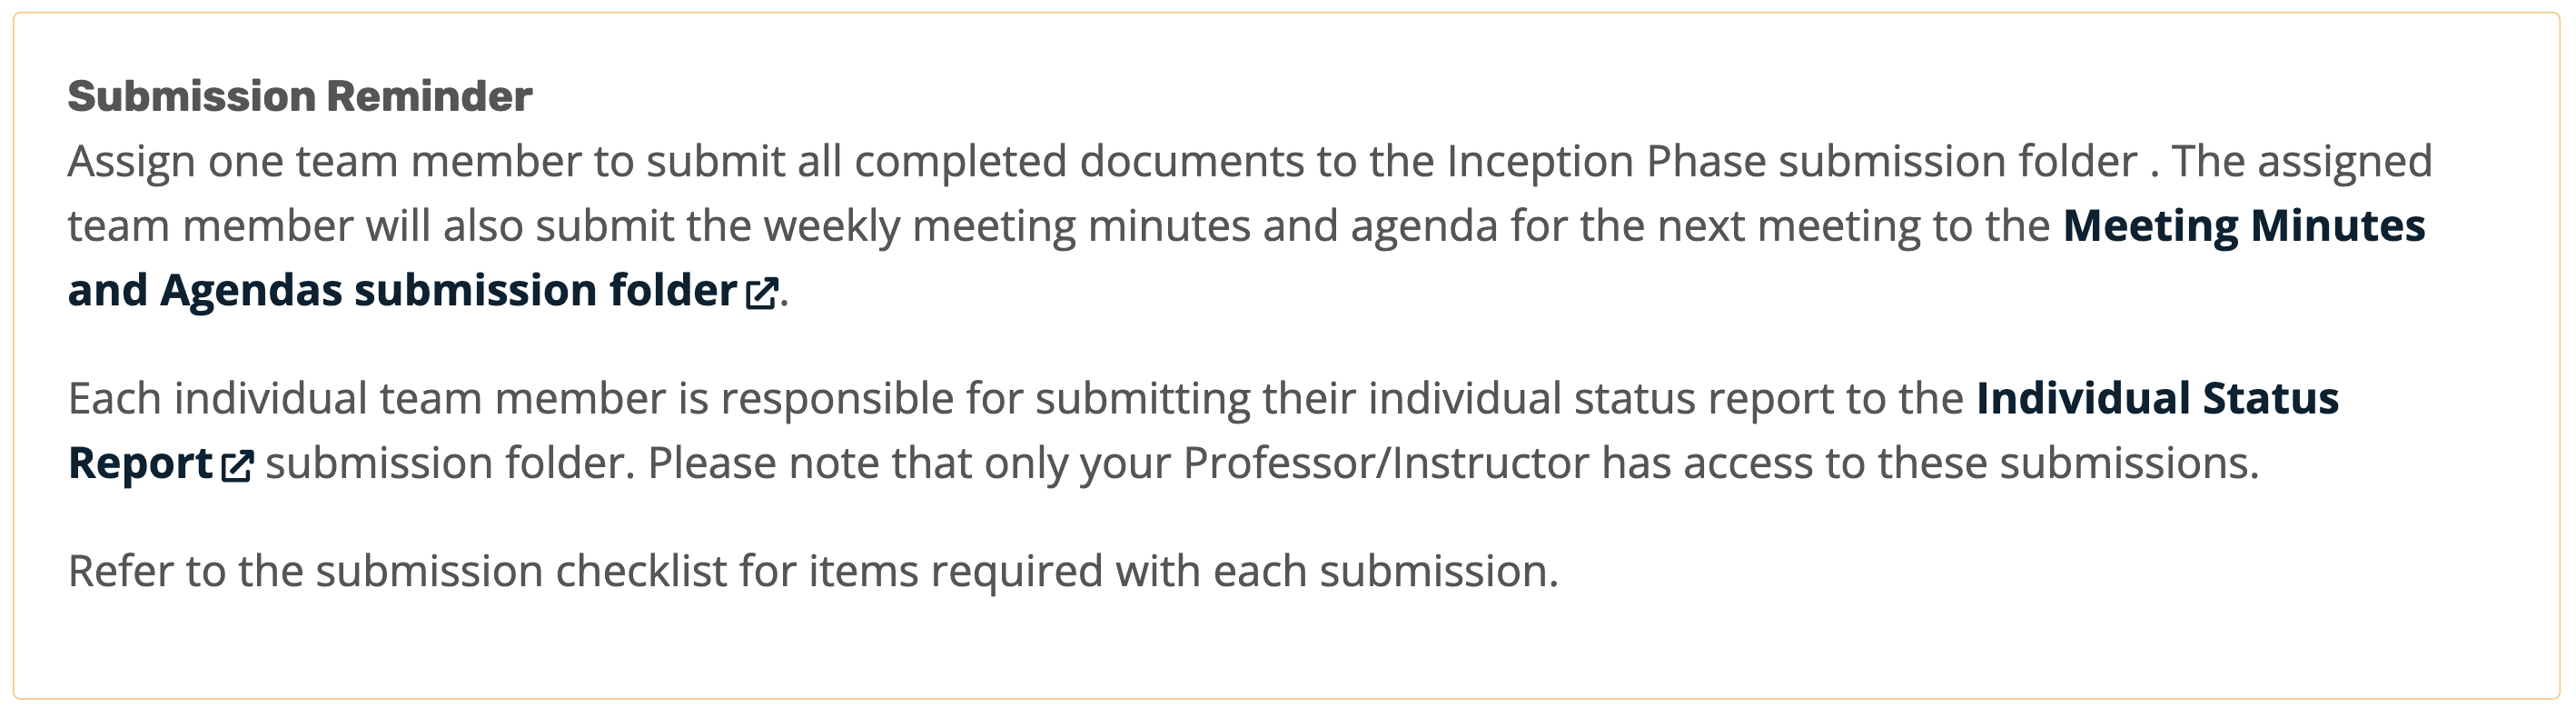 Submission Reminder
Assign one team member to submit all completed documents to the Inception Phase submission folder . The assigned
team member will also submit the weekly meeting minutes and agenda for the next meeting to the Meeting Minutes
and Agendas submission folder.
Each individual team member is responsible for submitting their individual status report to the Individual Status
Report submission folder. Please note that only your Professor/Instructor has access to these submissions.
Refer to the submission checklist for items required with each submission.